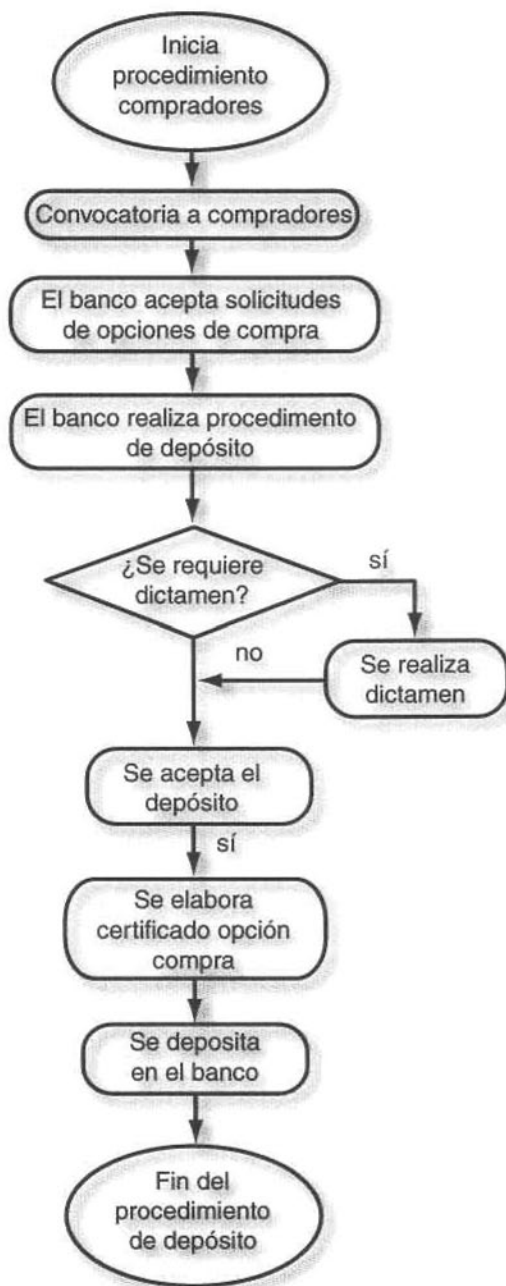 Inicia
procedimiento
compradores
Convocatoria a compradores
El banco acepta solicitudes
de opciones de compra
El banco realiza procedimento
de depósito
¿Se requiere
dictamen?
sí
no
Se realiza
dictamen
Se acepta el
depósito
sí
Se elabora
certificado opción
compra
Se deposita
en el banco
Fin del
procedimiento
de depósito